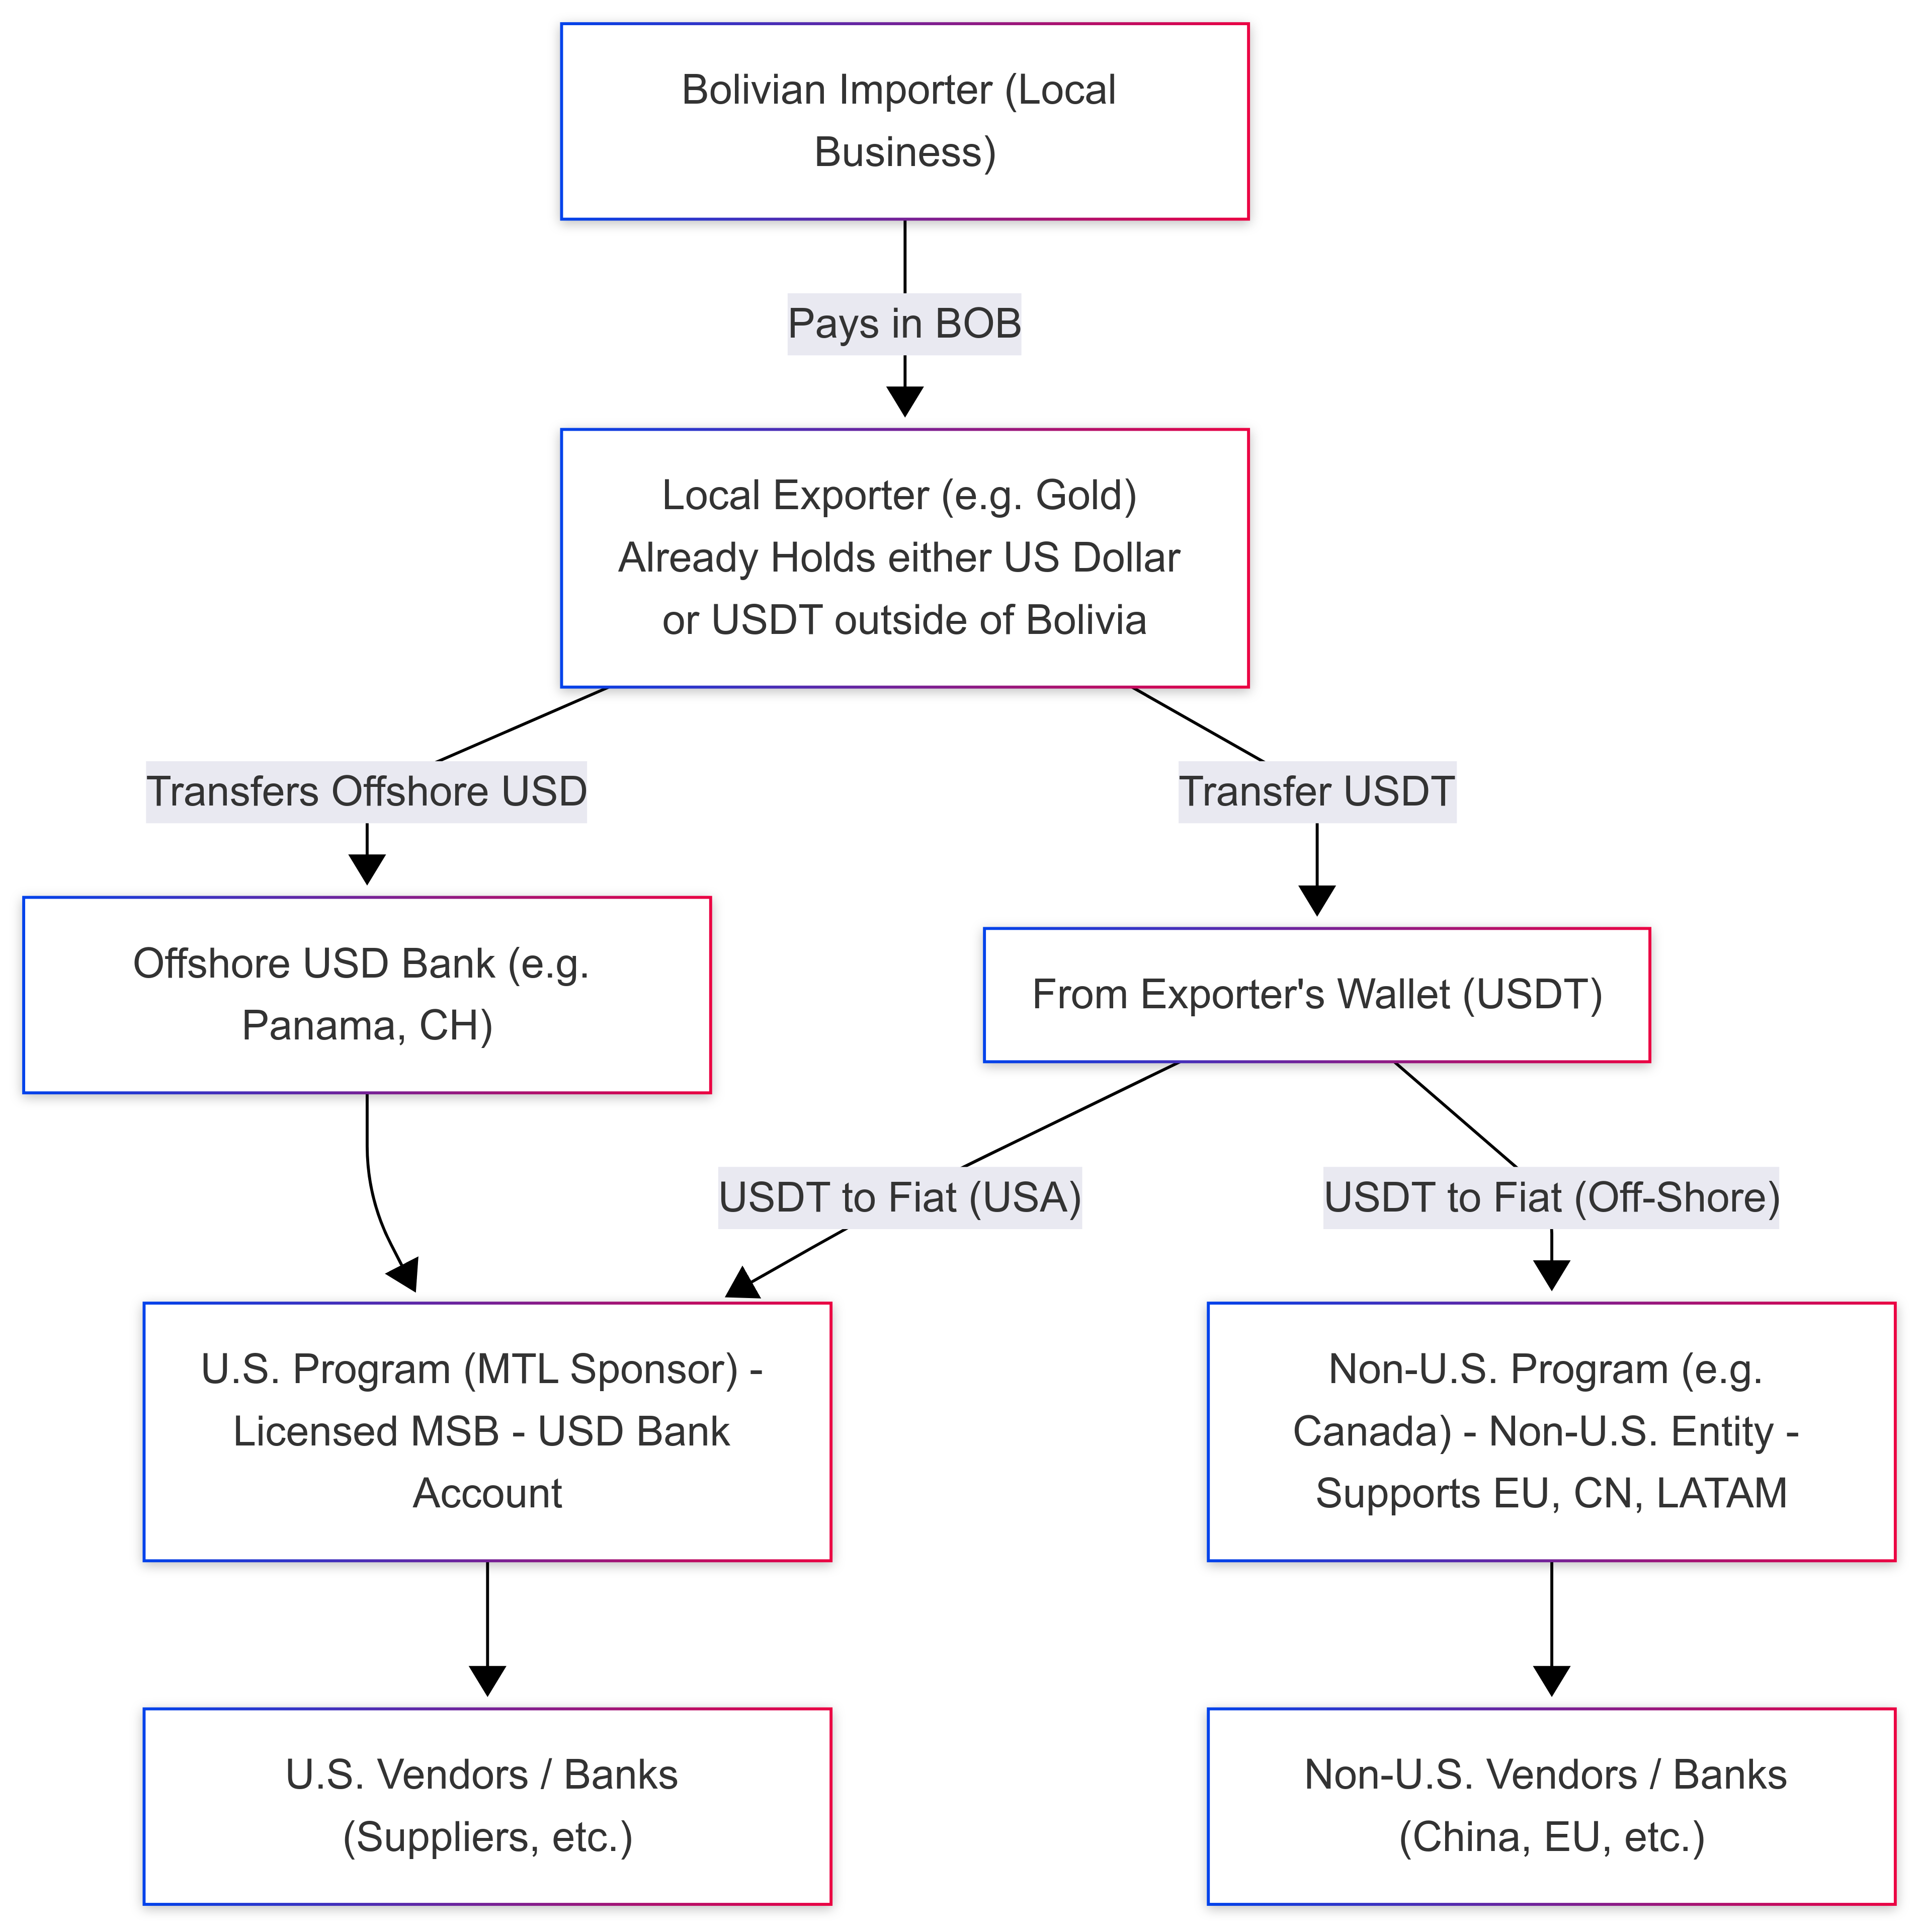 Bolivian Importer (Local
Business)
Pays in BOB
Local Exporter (e.g. Gold)
Already Holds either US Dollar
or USDT outside of Bolivia
Transfers Offshore USD
Transfer USDT
Offshore USD Bank (e.g.
Panama, CH)
From Exporter's Wallet (USDT)
USDT to Fiat (USA)
USDT to Fiat (Off-Shore)
U.S. Program (MTL Sponsor) -
Licensed MSB - USD Bank
Account
Non-U.S. Program (e.g.
Canada) - Non-U.S. Entity -
Supports EU, CN, LATAM
U.S. Vendors / Banks
(Suppliers, etc.)
Non-U.S. Vendors / Banks
(China, EU, etc.)